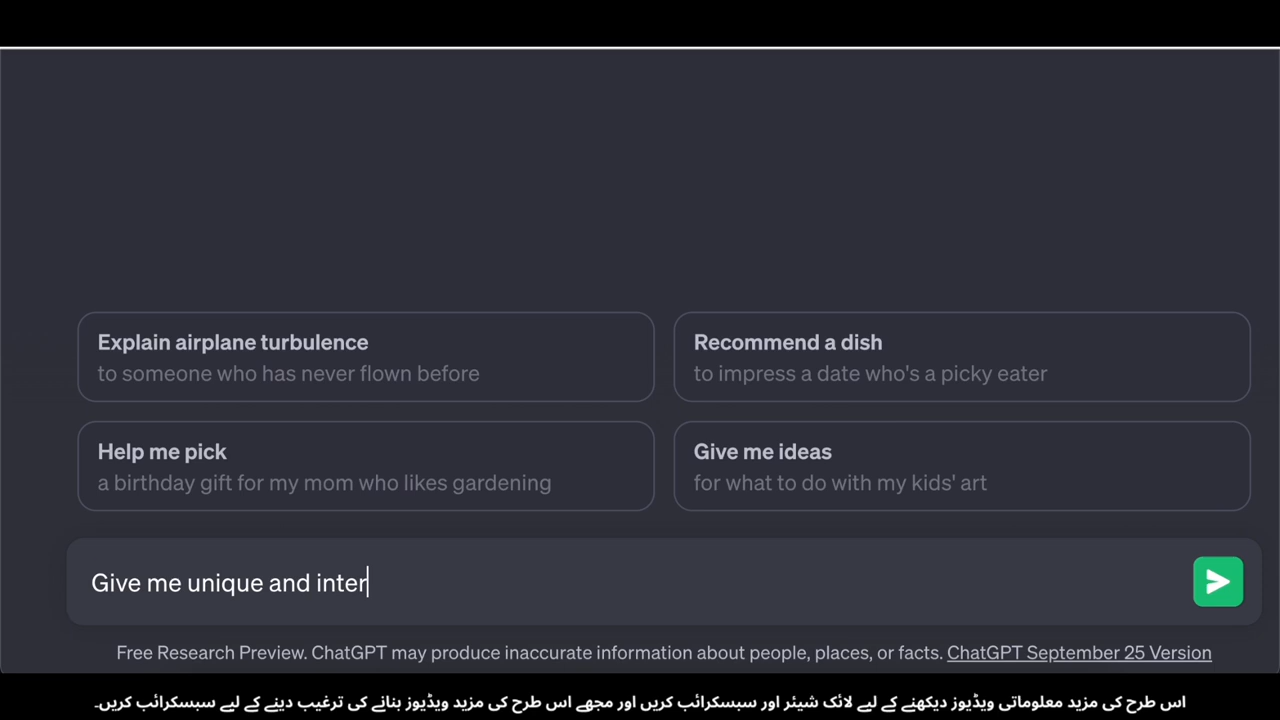 Explain airplane turbulence
to someone who has never flown before
Recommend a dish
to impress a date who's a picky eater
Help me pick
a birthday gift for my mom who likes gardening
Give me ideas
for what to do with my kids' art
Give me unique and inter
Free Research Preview. ChatGPT may produce inaccurate information about people, places, or facts. ChatGPT September 25 Version
اس طرح کی مزید معلوماتی ویڈیوز دیکھنے کے لیے لائک شیئر اور سبسکرائب کریں اور مجھے اس طرح کی مزید ویڈیوز بنانے کی ترغیب دینے کے لیے سبسکرائب کریں۔